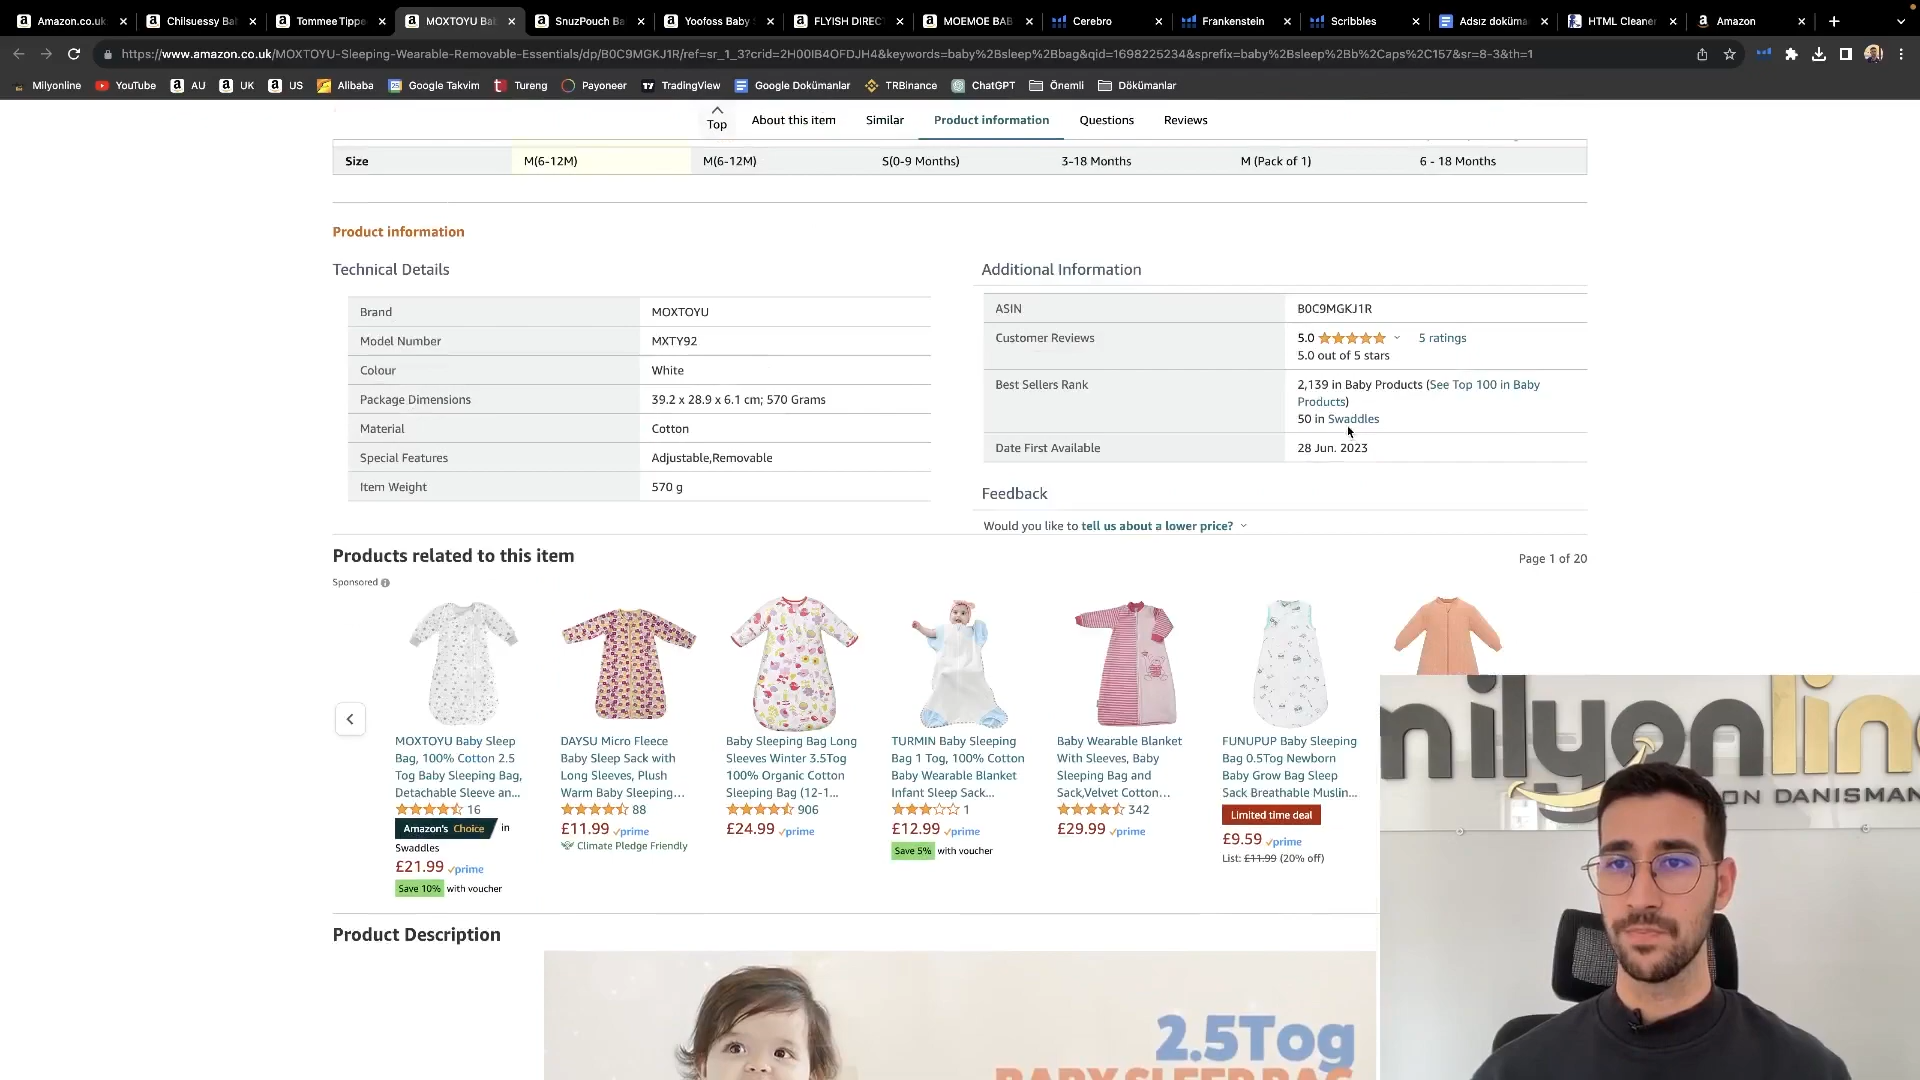 Amazon.co.uk
Chilsuessy Bab
Tommee Tippe
MOXTOYU Bab
SnuzPouch Ba
Yoofoss Baby
FLYISH DIREC
MOEMOE BAB
Cerebro
Frankenstein
Scribbles
Adsız doküma
HTML Cleaner
Amazon
https://www.amazon.co.uk/MOXTOYU-Sleeping-Wearable-Removable-Essentials/dp/B0C9MGKJ1R/ref=sr_1_3?crid=2H00IB4OFDJH4&keywords=baby%2Bsleep%2Bbag&qid=1698225234&sprefix=baby%2Bsleep%2Bb%2Caps%2C157&sr=8-3&th=1
Milyonline
YouTube
AU
UK
US
Alibaba
Google Takvim
Tureng
Payoneer
TradingView
Google Dokümanlar
TRBinance
ChatGPT
Önemli
Dökümanlar
Top
About this item
Similar
Product information
Questions
Reviews
Size M(6-12M) M(6-12M) S(0-9 Months) 3-18 Months M (Pack of 1) 6 - 18 Months
Product information
Technical Details
Brand MOXTOYU
Model Number MXTY92
Colour White
Package Dimensions 39.2 x 28.9 x 6.1 cm; 570 Grams
Material Cotton
Special Features Adjustable,Removable
Item Weight 570 g
Additional Information
ASIN B0C9MGKJ1R
Customer Reviews 5.0 5 ratings
5.0 out of 5 stars
Best Sellers Rank 2,139 in Baby Products (See Top 100 in Baby
Products)
50 in Swaddles
Date First Available 28 Jun. 2023
Feedback
Would you like to tell us about a lower price?
Products related to this item
Page 1 of 20
Sponsored
MOXTOYU Baby Sleep
Bag, 100% Cotton 2.5
Tog Baby Sleeping Bag,
Detachable Sleeve an...
16
Amazon's Choice in
Swaddles
£21.99 prime
Save 10% with voucher
DAYSU Micro Fleece
Baby Sleep Sack with
Long Sleeves, Plush
Warm Baby Sleeping...
88
£11.99 prime
Climate Pledge Friendly
Baby Sleeping Bag Long
Sleeves Winter 3.5Tog
100% Organic Cotton
Sleeping Bag (12-1...
906
£24.99 prime
TURMIN Baby Sleeping
Bag 1 Tog, 100% Cotton
Baby Wearable Blanket
Infant Sleep Sack...
1
£12.99 prime
Save 5% with voucher
Baby Wearable Blanket
With Sleeves, Baby
Sleeping Bag and
Sack,Velvet Cotton...
342
£29.99 prime
FUNUPUP Baby Sleeping
Bag 0.5Tog Newborn
Baby Grow Bag Sleep
Sack Breathable Muslin...
Limited time deal
£9.59 prime
List: £11.99 (20% off)
Product Description
2.5Tog
BABY SLEEP BAG
milyonlin
ON DANISMAN